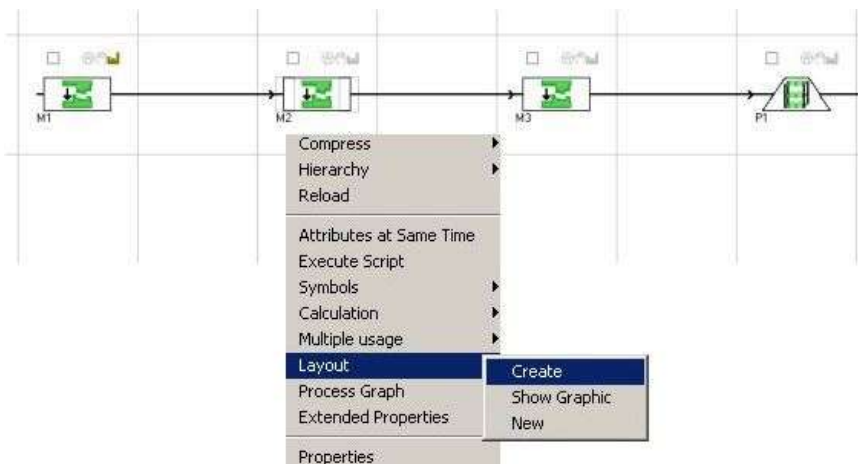 M1
M2
M3
P1
Compress
Hierarchy
Reload
Attributes at Same Time
Execute Script
Symbols
Calculation
Multiple usage
Layout
Process Graph
Extended Properties
Properties
Create
Show Graphic
New